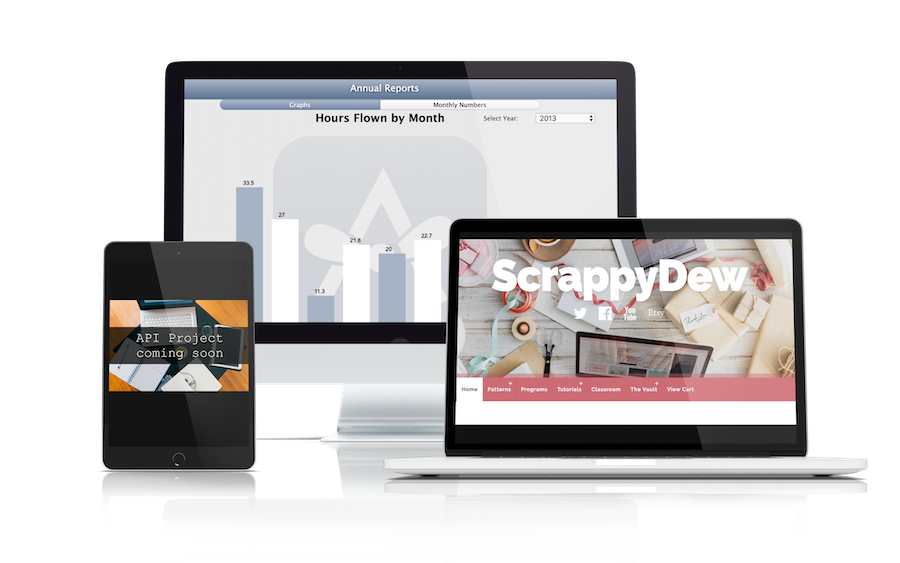 Annual Reports
Graphs Monthly Numbers
Hours Flown by Month Select Year: 2013
33.5
27
11.3
21.8
20
22.7
API Project
coming soon
ScrappyDew
You
Tube
Etsy
Thank you
Home Patterns + Programs Tutorials + Classroom The Vault + View Cart